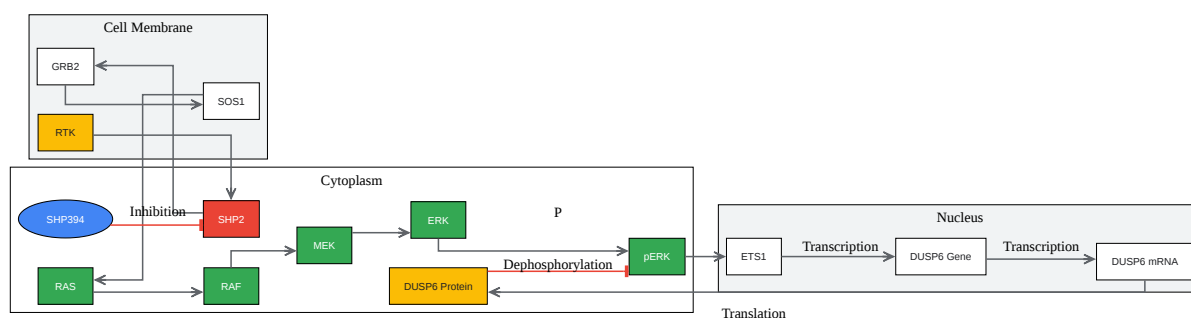 Cell Membrane
GRB2
SOS1
RTK
Cytoplasm
SHP394
Inhibition
SHP2
ERK
P
MEK
pERK
Dephosphorylation
RAS
RAF
DUSP6 Protein
Nucleus
ETS1
Transcription
DUSP6 Gene
Transcription
DUSP6 mRNA
Translation